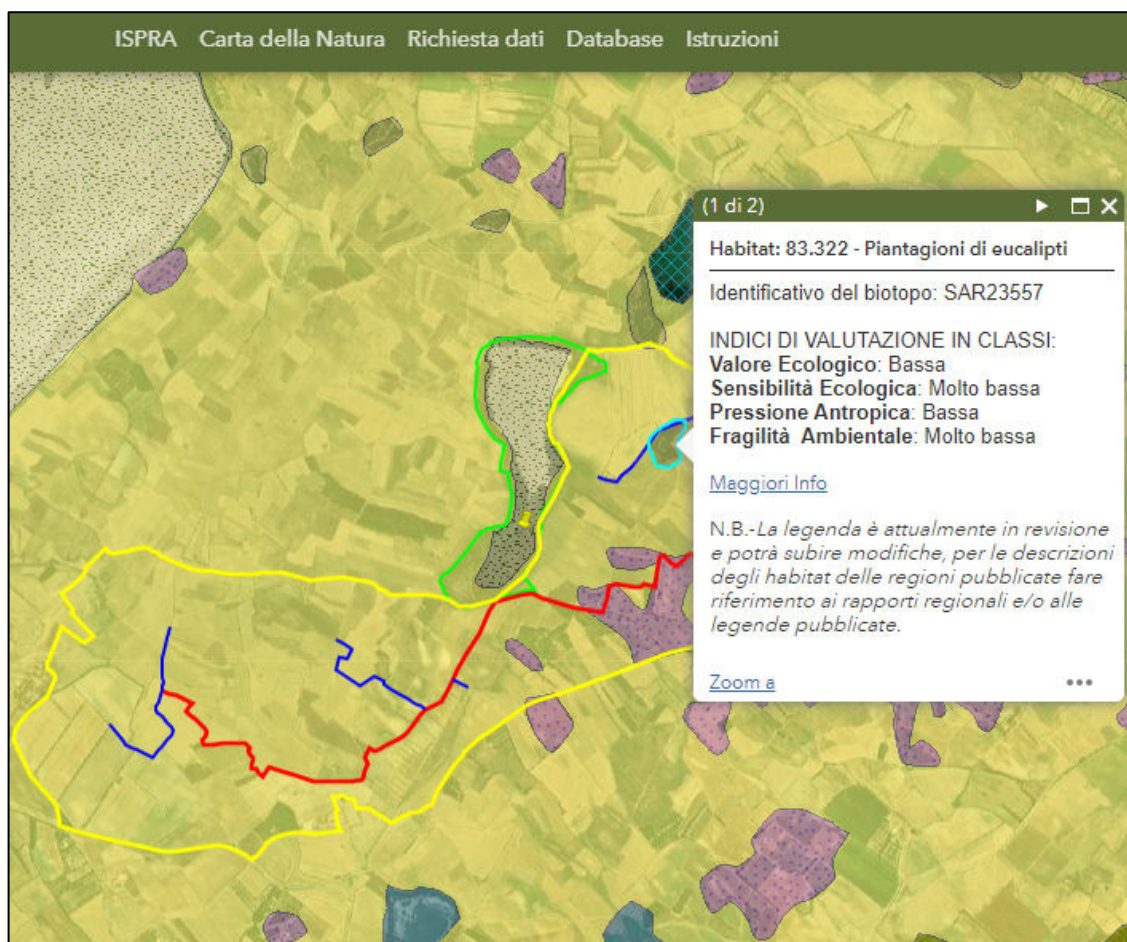 ISPRA Carta della Natura Richiesta dati Database Istruzioni
(1 di 2)
Habitat: 83.322 - Piantagioni di eucalipti
Identificativo del biotopo: SAR23557
INDICI DI VALUTAZIONE IN CLASSI:
Valore Ecologico: Bassa
Sensibilità Ecologica: Molto bassa
Pressione Antropica: Bassa
Fragilità Ambientale: Molto bassa
Maggiori Info
N.B.-La legenda è attualmente in revisione
e potrà subire modifiche, per le descrizioni
degli habitat delle regioni pubblicate fare
riferimento ai rapporti regionali e/o alle
legende pubblicate.
Zoom a